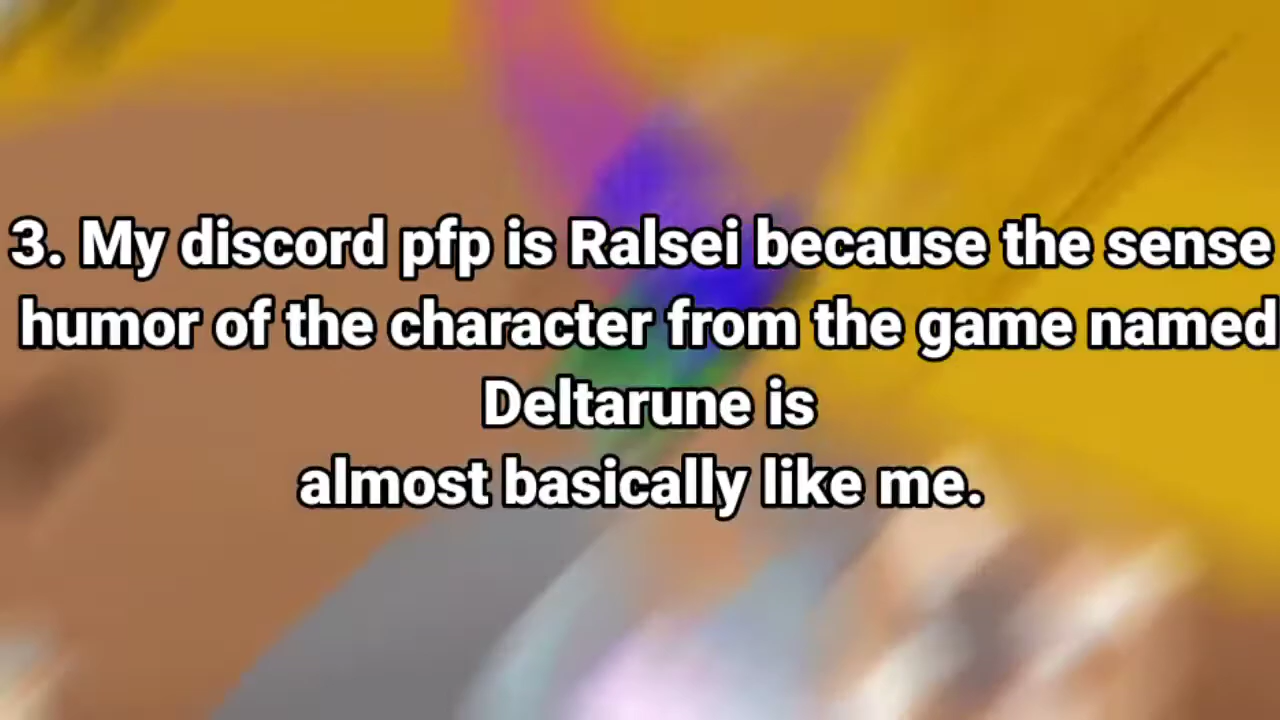 3. My discord pfp is Ralsei because the sense
humor of the character from the game named
Deltarune is
almost basically like me.